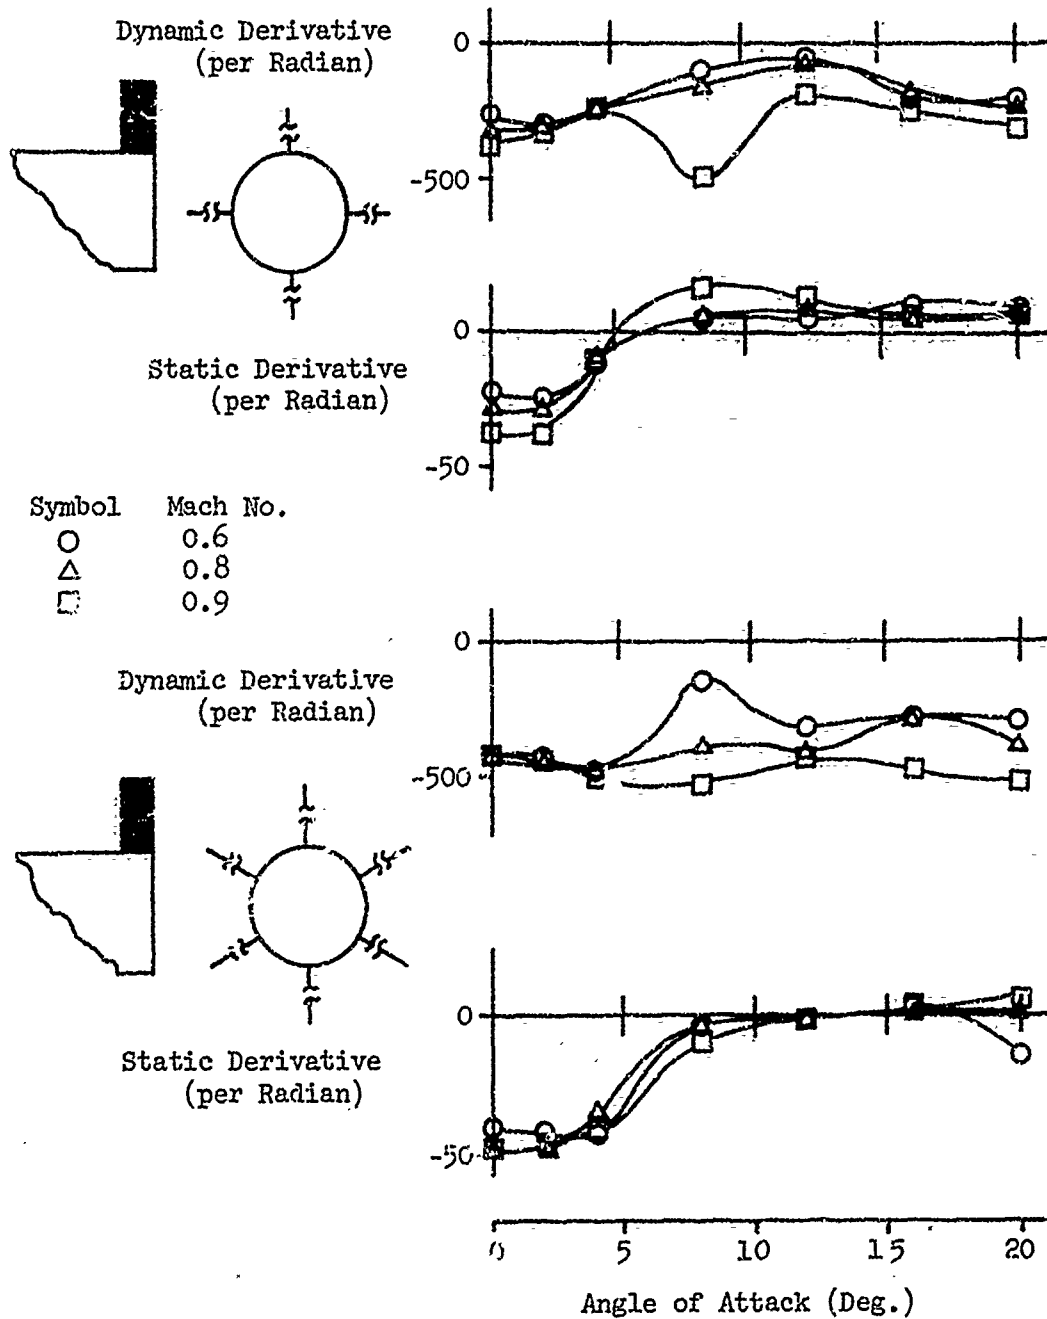 Dynamic Derivative
(per Radian)
0
-500
0
Static Derivative
(per Radian)
-50
Symbol Mach No.
0.6
0.8
0.9
0
Dynamic Derivative
(per Radian)
-500
0
Static Derivative
(per Radian)
-50
0 5 10 15 20
Angle of Attack (Deg.)